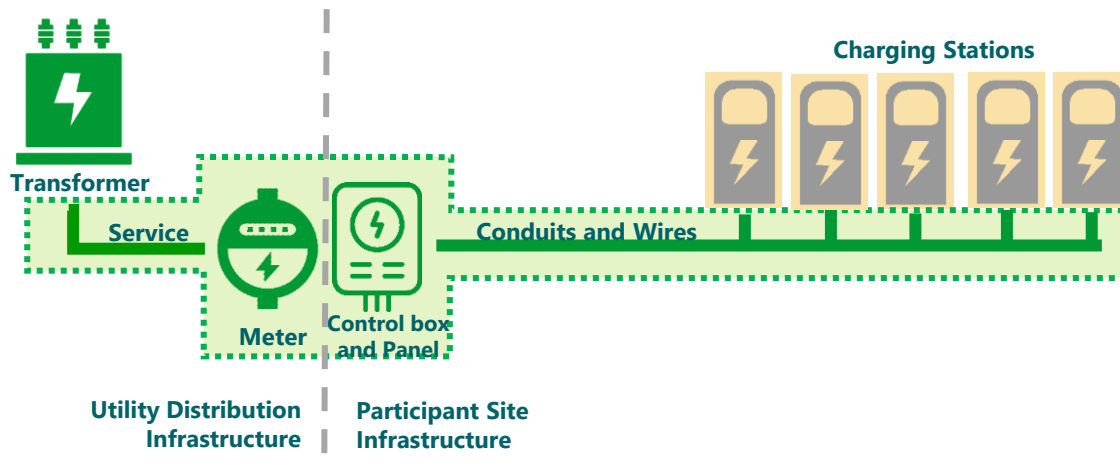 Charging Stations
Transformer
Service
Conduits and Wires
Meter
Control box
and Panel
Utility Distribution
Infrastructure
Participant Site
Infrastructure